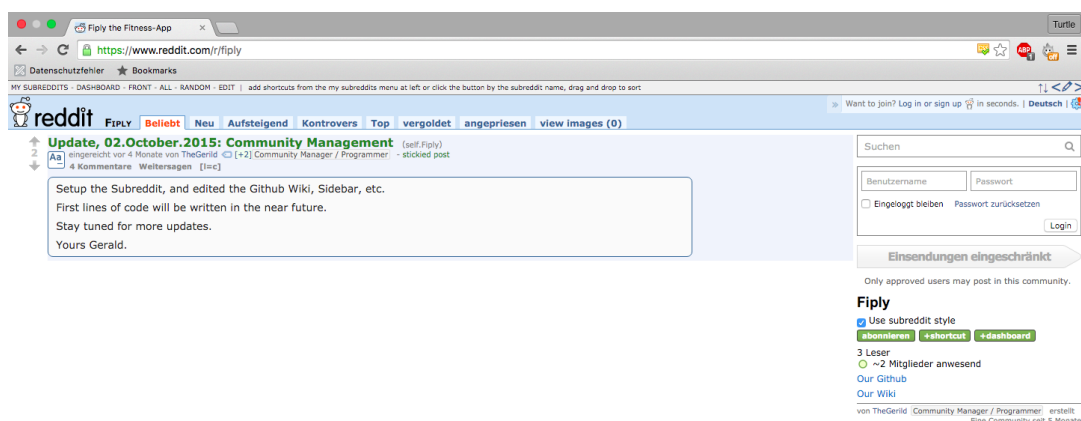 Fiply the Fitness-App
Turtle
https://www.reddit.com/r/fiply
Datenschutzfehler Bookmarks
MY SUBREDDITS - DASHBOARD - FRONT - ALL - RANDOM - EDIT | add shortcuts from the my subreddits menu at left or click the button by the subreddit name, drag and drop to sort
Want to join? Log in or sign up in seconds. | Deutsch |
reddit FIPLY Beliebt Neu Aufsteigend Kontrovers Top vergoldet angepriesen view images (0)
Update, 02.October.2015: Community Management (self.Fiply)
2
Aa eingereicht vor 4 Monate von TheGerild [+2] Community Manager / Programmer - stickied post
4 Kommentare Weitersagen [l=c]
Setup the Subreddit, and edited the Github Wiki, Sidebar, etc.
First lines of code will be written in the near future.
Stay tuned for more updates.
Yours Gerald.
Suchen
Benutzername Passwort
Eingeloggt bleiben Passwort zurücksetzen
Login
Einsendungen eingeschränkt
Only approved users may post in this community.
Fiply
Use subreddit style
abonnieren +shortcut +dashboard
3 Leser
~2 Mitglieder anwesend
Our Github
Our Wiki
von TheGerild Community Manager / Programmer erstellt
Eine Community seit 5 Monate